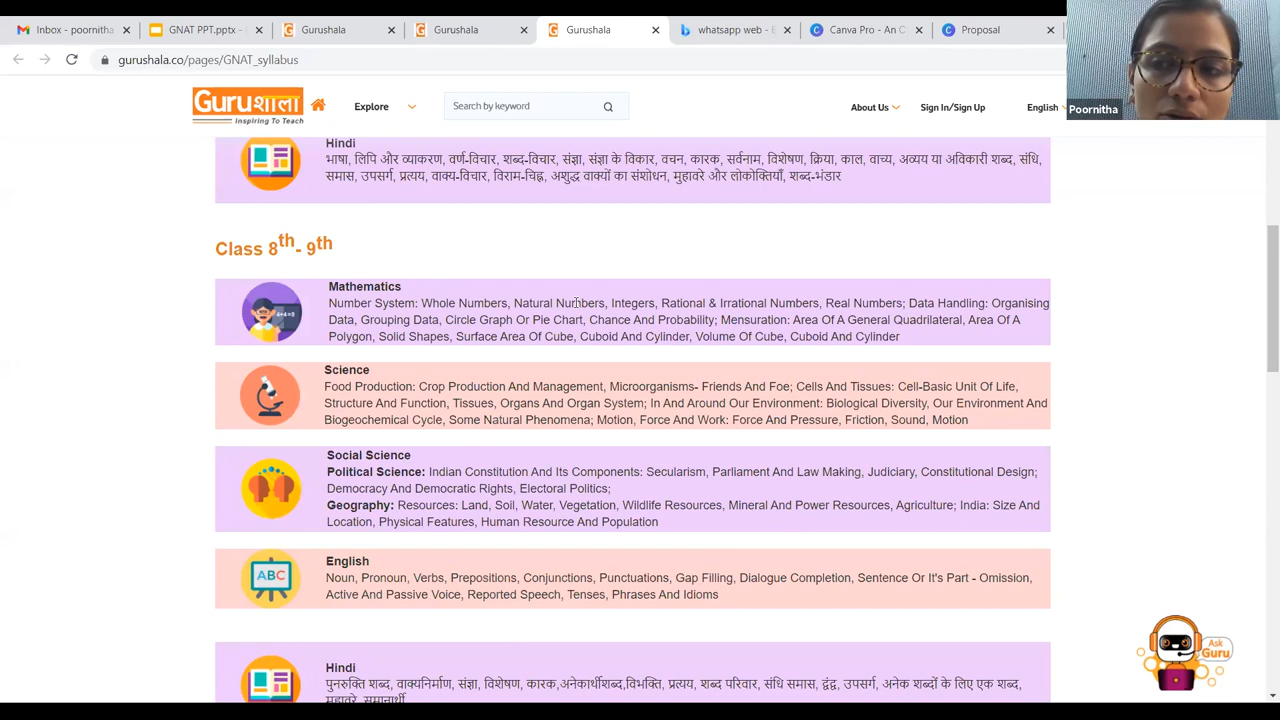 Inbox - poornitha
GNAT PPT.pptx -
Gurushala
Gurushala
Gurushala
whatsapp web - B
Canva Pro - An C
Proposal
gurushala.co/pages/GNAT_syllabus
Guruशाला
Inspiring To Teach
Explore
Search by keyword
About Us
Sign In/Sign Up
English
Poornitha
Hindi
भाषा, लिपि और व्याकरण, वर्ण-विचार, शब्द-विचार, संज्ञा, संज्ञा के विकार, वचन, कारक, सर्वनाम, विशेषण, क्रिया, काल, वाच्य, अव्यय या अविकारी शब्द, संधि,
समास, उपसर्ग, प्रत्यय, वाक्य-विचार, विराम-चिह्न, अशुद्ध वाक्यों का संशोधन, मुहावरे और लोकोक्तियाँ, शब्द-भंडार
Class 8th- 9th
4+4=8
Mathematics
Number System: Whole Numbers, Natural Numbers, Integers, Rational & Irrational Numbers, Real Numbers; Data Handling: Organising
Data, Grouping Data, Circle Graph Or Pie Chart, Chance And Probability; Mensuration: Area Of A General Quadrilateral, Area Of A
Polygon, Solid Shapes, Surface Area Of Cube, Cuboid And Cylinder, Volume Of Cube, Cuboid And Cylinder
Science
Food Production: Crop Production And Management, Microorganisms- Friends And Foe; Cells And Tissues: Cell-Basic Unit Of Life,
Structure And Function, Tissues, Organs And Organ System; In And Around Our Environment: Biological Diversity, Our Environment And
Biogeochemical Cycle, Some Natural Phenomena; Motion, Force And Work: Force And Pressure, Friction, Sound, Motion
Social Science
Political Science: Indian Constitution And Its Components: Secularism, Parliament And Law Making, Judiciary, Constitutional Design;
Democracy And Democratic Rights, Electoral Politics;
Geography: Resources: Land, Soil, Water, Vegetation, Wildlife Resources, Mineral And Power Resources, Agriculture; India: Size And
Location, Physical Features, Human Resource And Population
ABC
English
Noun, Pronoun, Verbs, Prepositions, Conjunctions, Punctuations, Gap Filling, Dialogue Completion, Sentence Or It's Part - Omission,
Active And Passive Voice, Reported Speech, Tenses, Phrases And Idioms
Ask
Guru
Hindi
पुनरुक्ति शब्द, वाक्यनिर्माण, कारक अनेकार्थीशब्द,विभक्ति, प्रत्यय, शब्द परिवार, संधि समास, द्वंद्व, उपसर्ग, अनेक शब्दों के लिए एक शब्द,
मुहावरे, समानार्थी